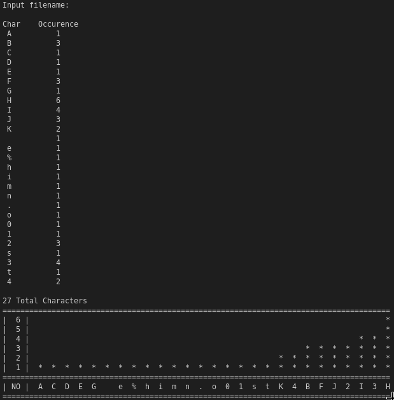 Input filename:
Char    Occurence
 A          1
 B          3
 C          1
 D          1
 E          1
 F          3
 G          1
 H          6
 I          4
 J          3
 K          2
            1
 e          1
 %          1
 h          1
 i          1
 m          1
 n          1
 .          1
 o          1
 0          1
 1          1
 2          3
 s          1
 3          4
 t          1
 4          2
27 Total Characters
=======================================================================================
|  6 |                                                                                *
|  5 |                                                                                *
|  4 |                                                                          *  *  *
|  3 |                                                              *  *  *  *  *  *  *
|  2 |                                                        *  *  *  *  *  *  *  *  *
|  1 |  *  *  *  *  *  *  *  *  *  *  *  *  *  *  *  *  *  *  *  *  *  *  *  *  *  *  *
=======================================================================================
| NO |  A  C  D  E  G     e  %  h  i  m  n  .  o  0  1  s  t  K  4  B  F  J  2  I  3  H
=======================================================================================